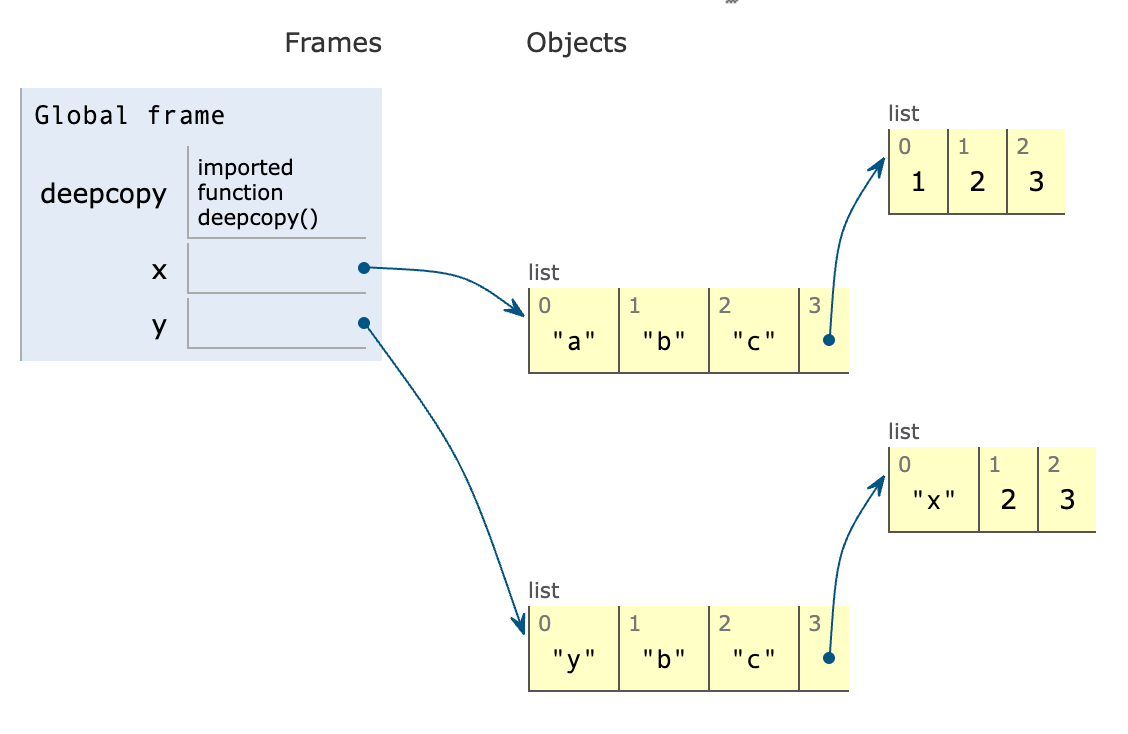 Frames Objects
Global frame
deepcopy
imported
function
deepcopy()
x
y
list
0 1 2
1 2 3
list
0 1 2 3
"a" "b" "c"
list
0 1 2
"x" 2 3
list
0 1 2 3
"y" "b" "c"